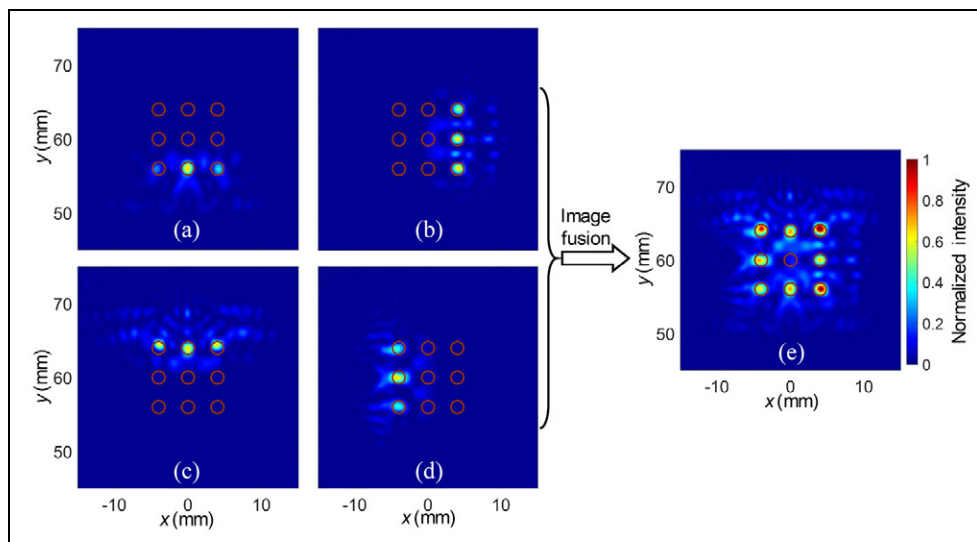 70
60
50
y (mm)
(a)
(b)
70
60
50
y (mm)
(c)
(d)
-10
0
10
x (mm)
-10
0
10
x (mm)
Image
fusion
70
60
50
y (mm)
(e)
-10
0
10
x (mm)
1
0.8
0.6
0.4
0.2
0
Normalized intensity